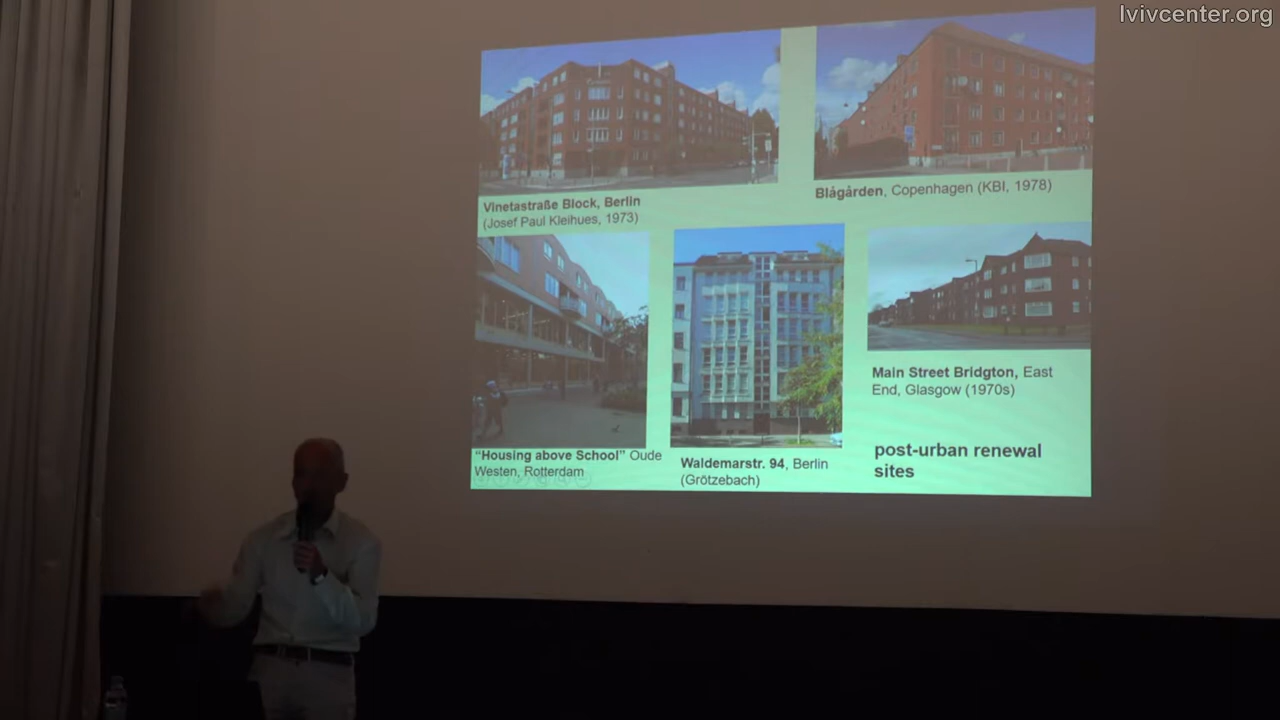 lvivcenter.org
Vinetastraße Block, Berlin
(Josef Paul Kleihues, 1973)
Blågården, Copenhagen (KBI, 1978)
"Housing above School" Oude
Westen, Rotterdam
Waldemarstr. 94, Berlin
(Grötzebach)
Main Street Bridgton, East
End, Glasgow (1970s)
post-urban renewal
sites